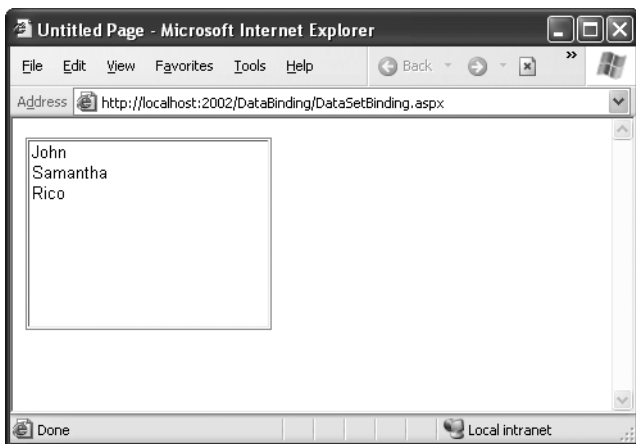 Untitled Page - Microsoft Internet Explorer
File Edit View Favorites Tools Help Back »
Address http://localhost:2002/DataBinding/DataSetBinding.aspx
John
Samantha
Rico
Done Local intranet